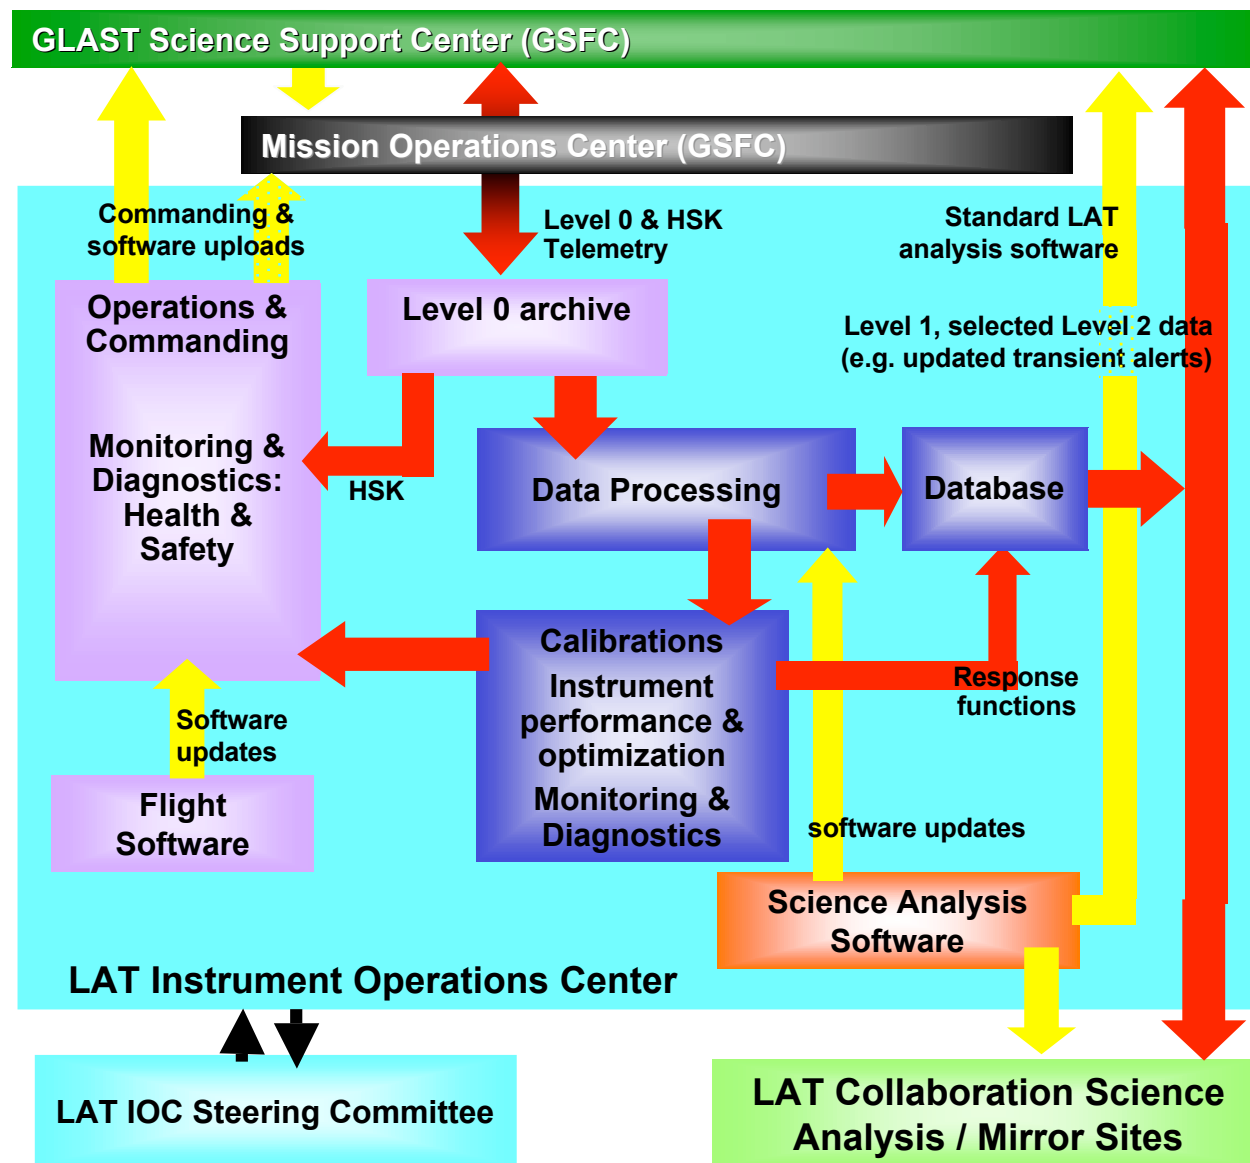 GLAST Science Support Center (GSFC)
Mission Operations Center (GSFC)
Commanding &
software uploads
Level 0 & HSK
Telemetry
Standard LAT
analysis software
Operations &
Commanding
Monitoring &
Diagnostics:
Health &
Safety
Level 0 archive
Level 1, selected Level 2 data
(e.g. updated transient alerts)
HSK
Data Processing
Database
Calibrations
Instrument
performance &
optimization
Monitoring &
Diagnostics
Response
functions
Software
updates
Flight
Software
software updates
Science Analysis
Software
LAT Instrument Operations Center
LAT IOC Steering Committee
LAT Collaboration Science
Analysis / Mirror Sites